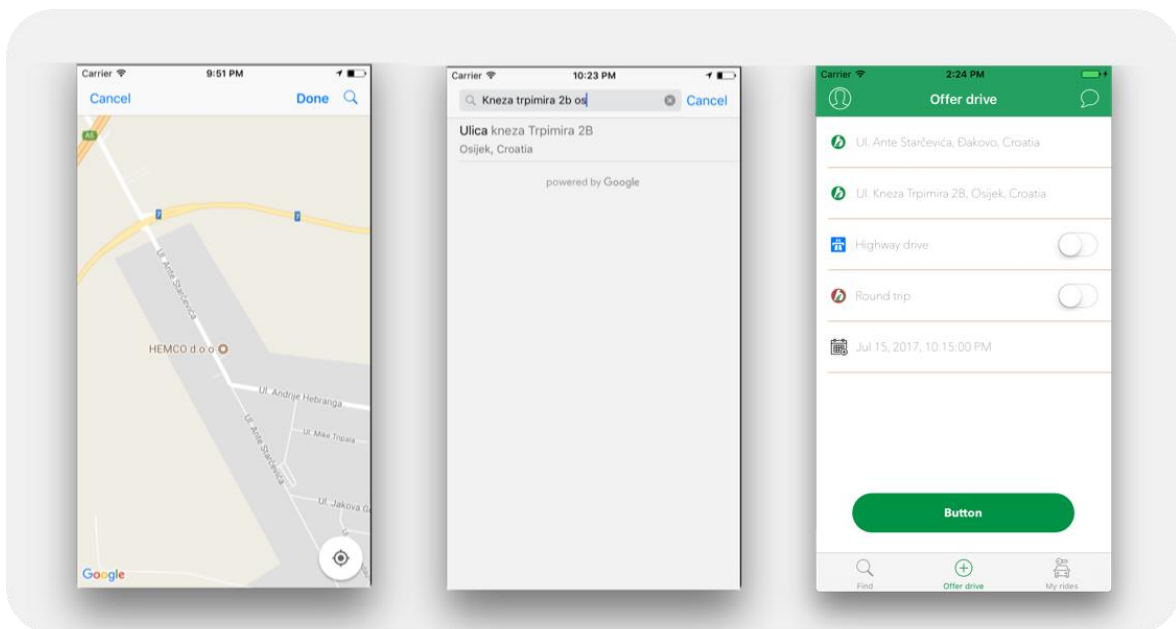 Carrier 9:51 PM
Cancel Done
A5
7 7
Ul. Ante Starčevića
HEMCO d o o
Ul. Andrije Hebranga
Ul. Mike Tripala
Ul. Ante Starčevića
Ul. Jakova G
Google
Carrier 10:23 PM
Kneza trpimira 2b os Cancel
Ulica kneza Trpimira 2B
Osijek, Croatia
powered by Google
Carrier 2:24 PM
Offer drive
Ul. Ante Starčevića, Đakovo, Croatia
Ul. Kneza Trpimira 2B, Osijek, Croatia
Highway drive
Round trip
Jul 15, 2017, 10:15:00 PM
Button
Find Offer drive My rides